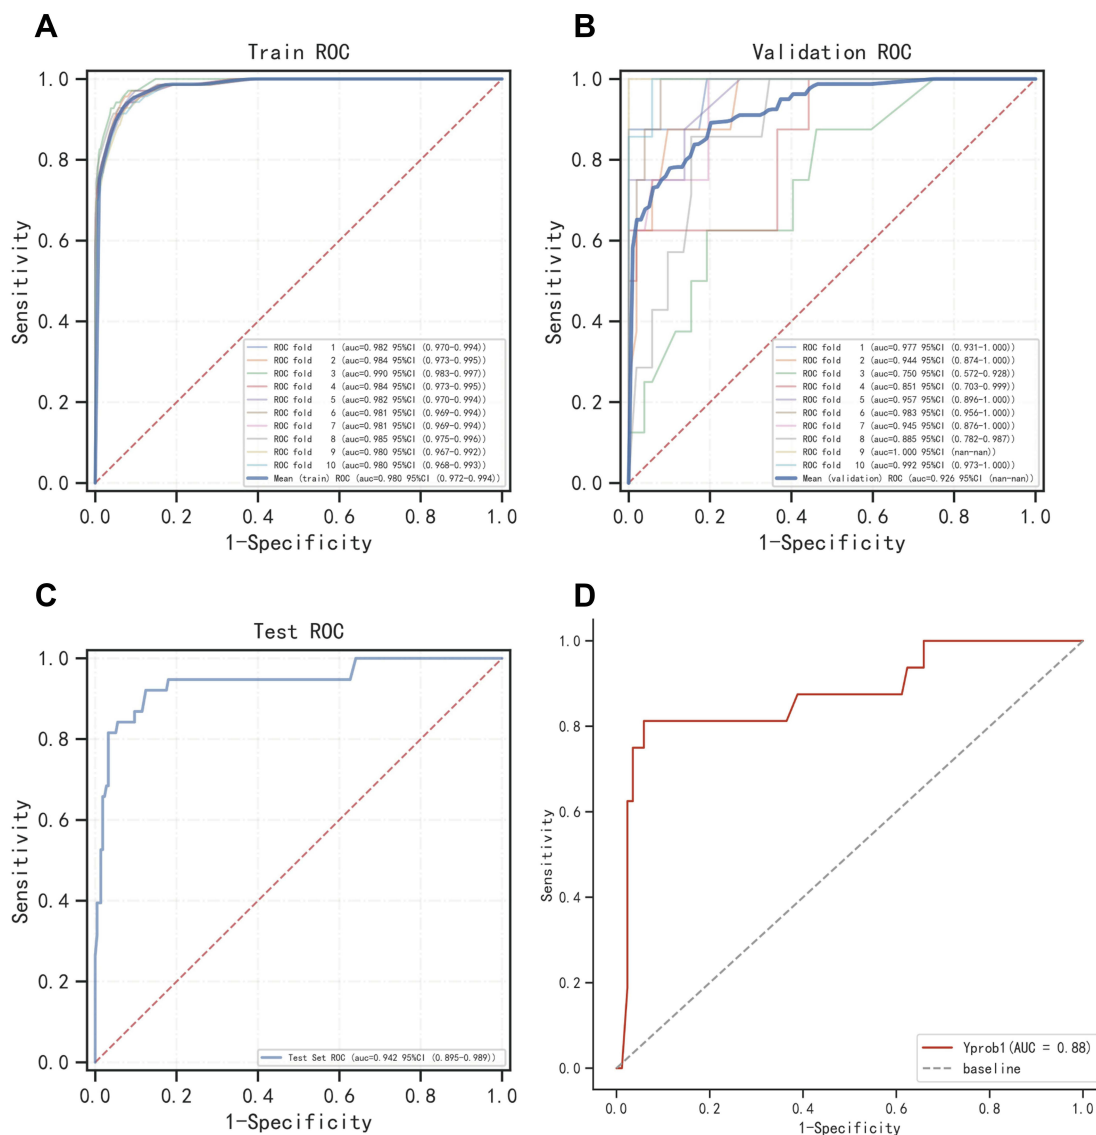 A
Train ROC
Sensitivity
1.0
0.8
0.6
0.4
0.2
0.0
ROC fold 1 (auc=0.982 95%CI (0.970-0.994))
ROC fold 2 (auc=0.984 95%CI (0.973-0.995))
ROC fold 3 (auc=0.990 95%CI (0.983-0.997))
ROC fold 4 (auc=0.984 95%CI (0.973-0.995))
ROC fold 5 (auc=0.982 95%CI (0.970-0.994))
ROC fold 6 (auc=0.981 95%CI (0.969-0.994))
ROC fold 7 (auc=0.981 95%CI (0.969-0.994))
ROC fold 8 (auc=0.985 95%CI (0.975-0.996))
ROC fold 9 (auc=0.980 95%CI (0.967-0.992))
ROC fold 10 (auc=0.980 95%CI (0.968-0.993))
Mean (train) ROC (auc=0.980 95%CI (0.972-0.994))
0.0 0.2 0.4 0.6 0.8 1.0
1-Specificity
B
Validation ROC
Sensitivity
1.0
0.8
0.6
0.4
0.2
0.0
ROC fold 1 (auc=0.977 95%CI (0.931-1.000))
ROC fold 2 (auc=0.944 95%CI (0.874-1.000))
ROC fold 3 (auc=0.750 95%CI (0.572-0.928))
ROC fold 4 (auc=0.851 95%CI (0.703-0.999))
ROC fold 5 (auc=0.957 95%CI (0.896-1.000))
ROC fold 6 (auc=0.983 95%CI (0.956-1.000))
ROC fold 7 (auc=0.945 95%CI (0.876-1.000))
ROC fold 8 (auc=0.885 95%CI (0.782-0.987))
ROC fold 9 (auc=1.000 95%CI (nan-nan))
ROC fold 10 (auc=0.992 95%CI (0.973-1.000))
Mean (validation) ROC (auc=0.926 95%CI (nan-nan))
0.0 0.2 0.4 0.6 0.8 1.0
1-Specificity
C
Test ROC
Sensitivity
1.0
0.8
0.6
0.4
0.2
0.0
Test Set ROC (auc=0.942 95%CI (0.895-0.989))
0.0 0.2 0.4 0.6 0.8 1.0
1-Specificity
D
Sensitivity
1.0
0.8
0.6
0.4
0.2
0.0
Yprob1(AUC = 0.88)
baseline
0.0 0.2 0.4 0.6 0.8 1.0
1-Specificity